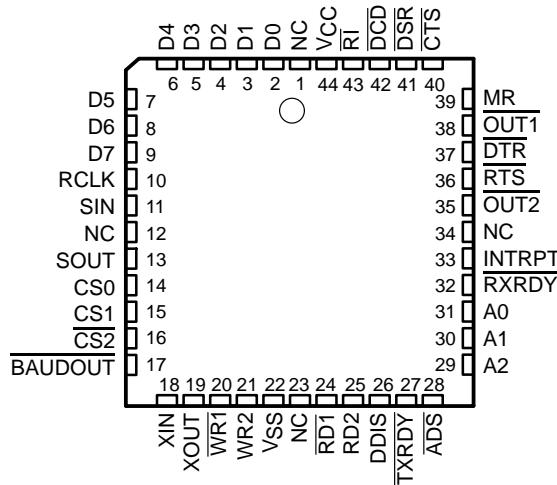 D4 D3 D2 D1 D0 NC VCC RI DCD DSR CTS
6 5 4 3 2 1 44 43 42 41 40
D5 7 39 MR
D6 8 38 OUT1
D7 9 37 DTR
RCLK 10 36 RTS
SIN 11 35 OUT2
NC 12 34 NC
SOUT 13 33 INTRPT
CS0 14 32 RXRDY
CS1 15 31 A0
CS2 16 30 A1
BAUDOUT 17 29 A2
18 19 20 21 22 23 24 25 26 27 28
XIN XOUT WR1 WR2 VSS NC RD1 RD2 DDIS TXRDY ADS